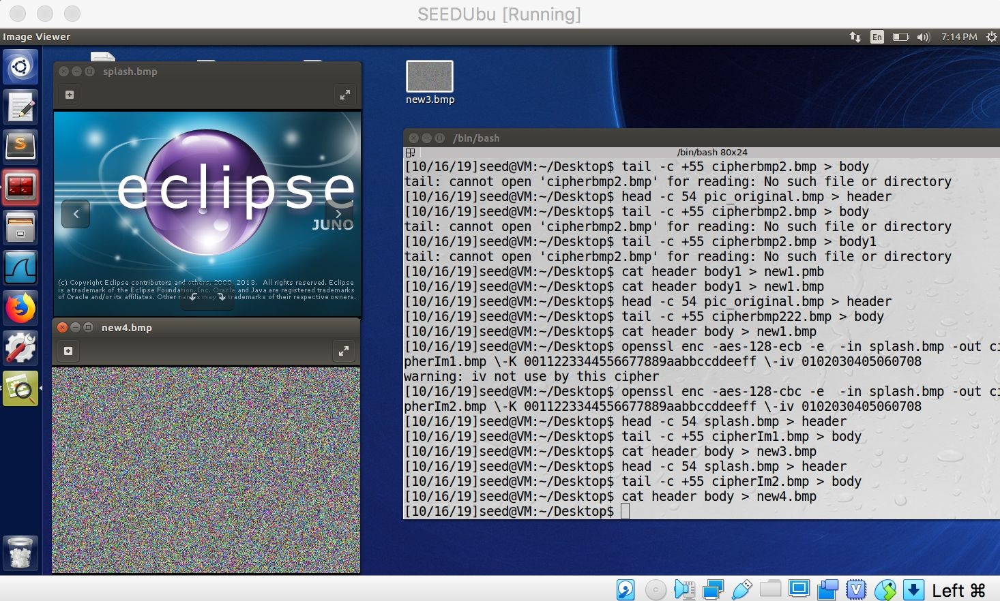 SEEDUbu [Running]
Image Viewer
En
7:14 PM
splash.bmp
eclipse
JUNO
(c) Copyright Eclipse contributors and others, 2000, 2013. All rights reserved. Eclipse
is a trademark of the Eclipse Foundation, Inc. Oracle and Java are registered trademarks
of Oracle and/or its affiliates. Other names may be trademarks of their respective owners.
new4.bmp
new3.bmp
/bin/bash
/bin/bash 80x24
[10/16/19]seed@VM:~/Desktop$ tail -c +55 cipherbmp2.bmp > body
tail: cannot open 'cipherbmp2.bmp' for reading: No such file or directory
[10/16/19]seed@VM:~/Desktop$ head -c 54 pic_original.bmp > header
[10/16/19]seed@VM:~/Desktop$ tail -c +55 cipherbmp2.bmp > body
tail: cannot open 'cipherbmp2.bmp' for reading: No such file or directory
[10/16/19]seed@VM:~/Desktop$ tail -c +55 cipherbmp2.bmp > body1
tail: cannot open 'cipherbmp2.bmp' for reading: No such file or directory
[10/16/19]seed@VM:~/Desktop$ cat header body1 > new1.pmb
[10/16/19]seed@VM:~/Desktop$ cat header body1 > new1.bmp
[10/16/19]seed@VM:~/Desktop$ head -c 54 pic_original.bmp > header
[10/16/19]seed@VM:~/Desktop$ tail -c +55 cipherbmp222.bmp > body
[10/16/19]seed@VM:~/Desktop$ cat header body > new1.bmp
[10/16/19]seed@VM:~/Desktop$ openssl enc -aes-128-ecb -e  -in splash.bmp -out ci
pherIm1.bmp \-K 00112233445566778899aabbccddeeff \-iv 0102030405060708
warning: iv not use by this cipher
[10/16/19]seed@VM:~/Desktop$ openssl enc -aes-128-cbc -e  -in splash.bmp -out ci
pherIm2.bmp \-K 00112233445566778899aabbccddeeff \-iv 0102030405060708
[10/16/19]seed@VM:~/Desktop$ head -c 54 splash.bmp > header
[10/16/19]seed@VM:~/Desktop$ tail -c +55 cipherIm1.bmp > body
[10/16/19]seed@VM:~/Desktop$ cat header body > new3.bmp
[10/16/19]seed@VM:~/Desktop$ head -c 54 splash.bmp > header
[10/16/19]seed@VM:~/Desktop$ tail -c +55 cipherIm2.bmp > body
[10/16/19]seed@VM:~/Desktop$ cat header body > new4.bmp
[10/16/19]seed@VM:~/Desktop$
Left ⌘